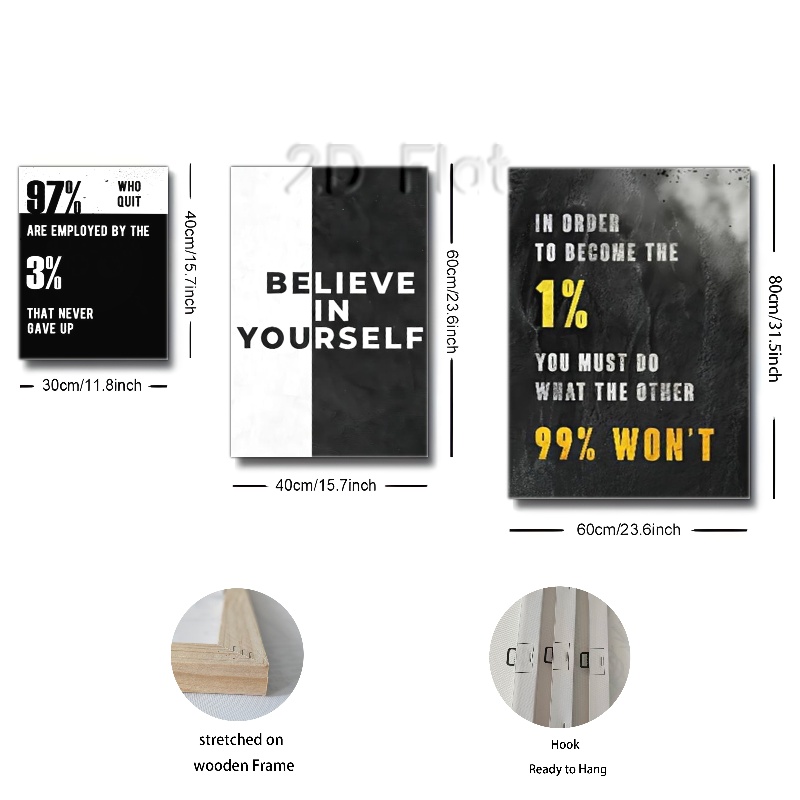 2D Flat
97% WHO
QUIT
ARE EMPLOYED BY THE
3%
THAT NEVER
GAVE UP
40cm/15.7inch
30cm/11.8inch
BELIEVE
IN
YOURSELF
60cm/23.6inch
40cm/15.7inch
IN ORDER
TO BECOME THE
1%
YOU MUST DO
WHAT THE OTHER
99% WON'T
80cm/31.5inch
60cm/23.6inch
stretched on
wooden Frame
Hook
Ready to Hang